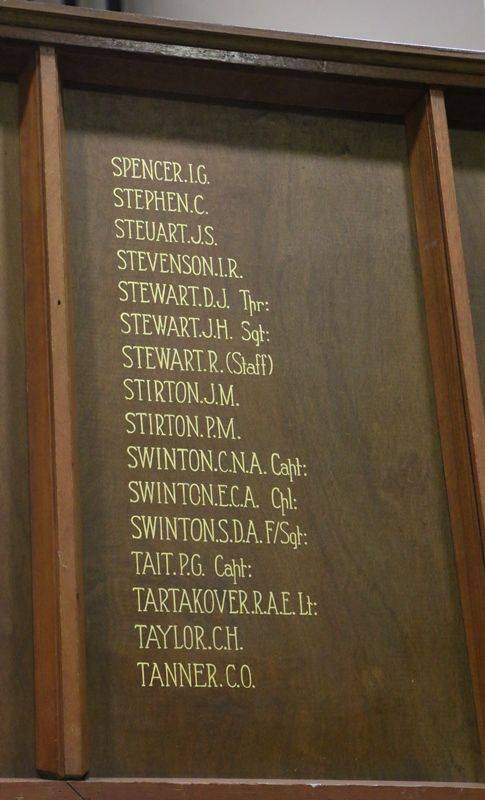 SPENCER.I.G.
STEPHEN.C.
STEUART.J.S.
STEVENSON.I.R.
STEWART.D.J. Tpr:
STEWART.J.H. Sgt:
STEWART.R.(Staff)
STIRTON.J.M.
STIRTON.P.M.
SWINTON.C.N.A. Capt:
SWINTON.E.C.A. Cpl:
SWINTON.S.D.A. F/Sgt:
TAIT.P.G. Capt:
TARTAKOVER.R.A.E. Lt:
TAYLOR.C.H.
TANNER.C.O.